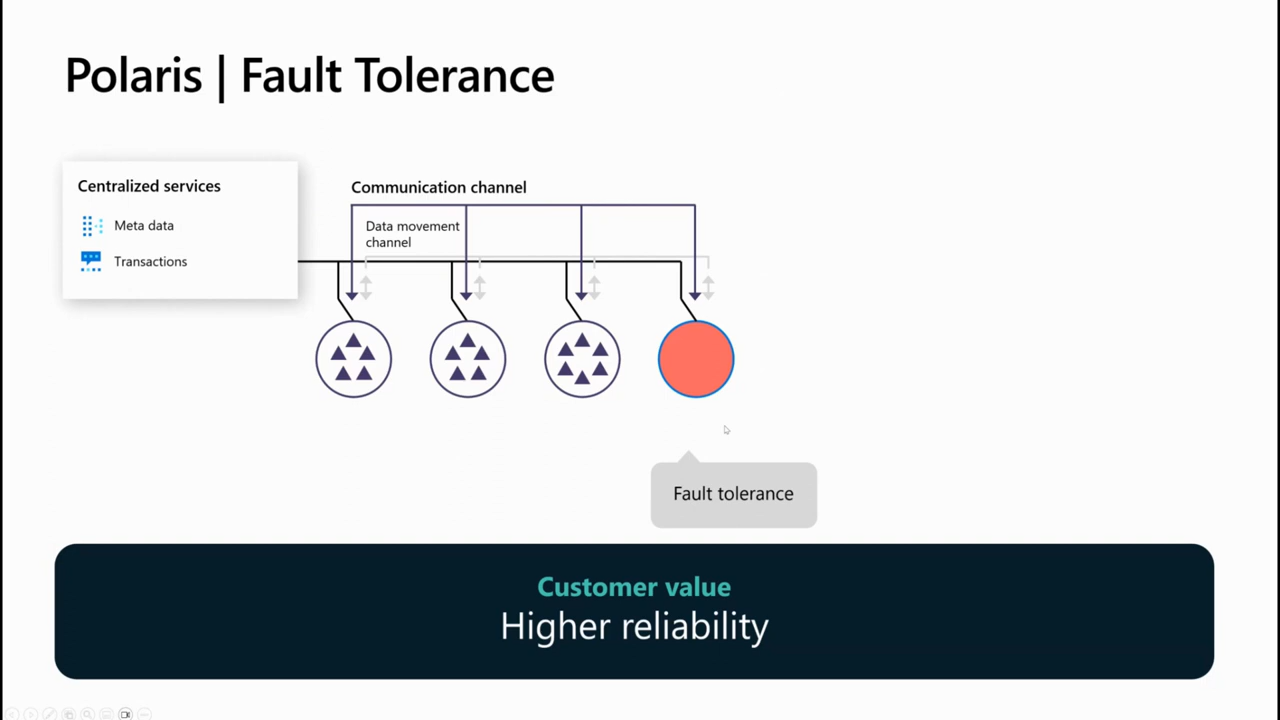 Polaris | Fault Tolerance
Centralized services
Meta data
Transactions
Communication channel
Data movement
channel
Fault tolerance
Customer value
Higher reliability